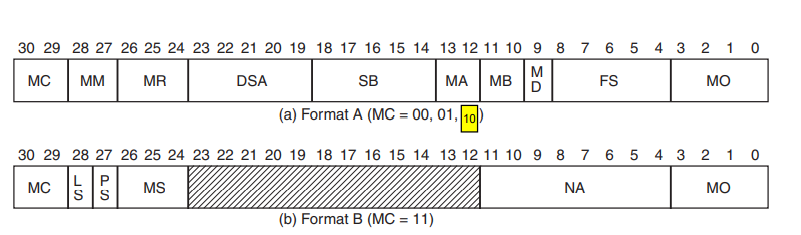 30 29 28 27 26 25 24 23 22 21 20 19 18 17 16 15 14 13 12 11 10 9 8 7 6 5 4 3 2 1 0
MC MM MR DSA SB MA MB MD FS MO
(a) Format A (MC = 00, 01, 10)
30 29 28 27 26 25 24 23 22 21 20 19 18 17 16 15 14 13 12 11 10 9 8 7 6 5 4 3 2 1 0
MC LS PS MS NA MO
(b) Format B (MC = 11)